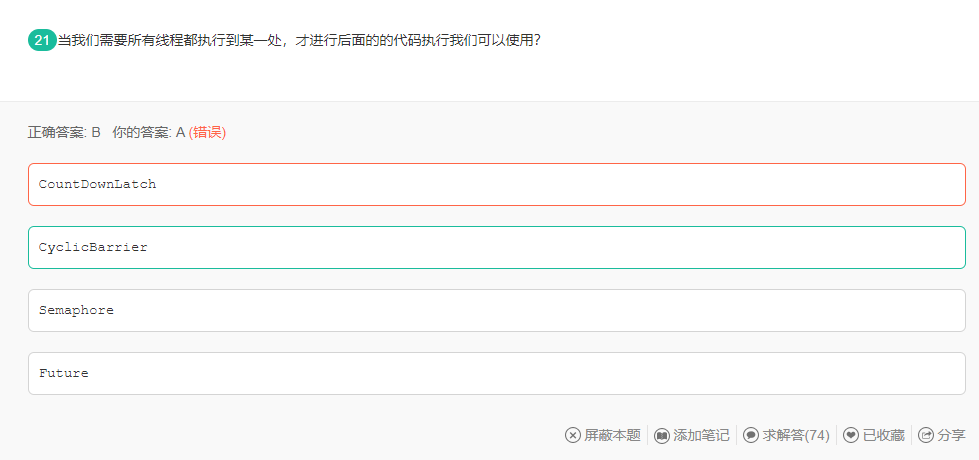 21 当我们需要所有线程都执行到某一处，才进行后面的的代码执行我们可以使用？
正确答案: B 你的答案: A (错误)
CountDownLatch
CyclicBarrier
Semaphore
Future
屏蔽本题 添加笔记 求解答(74) 已收藏 分享